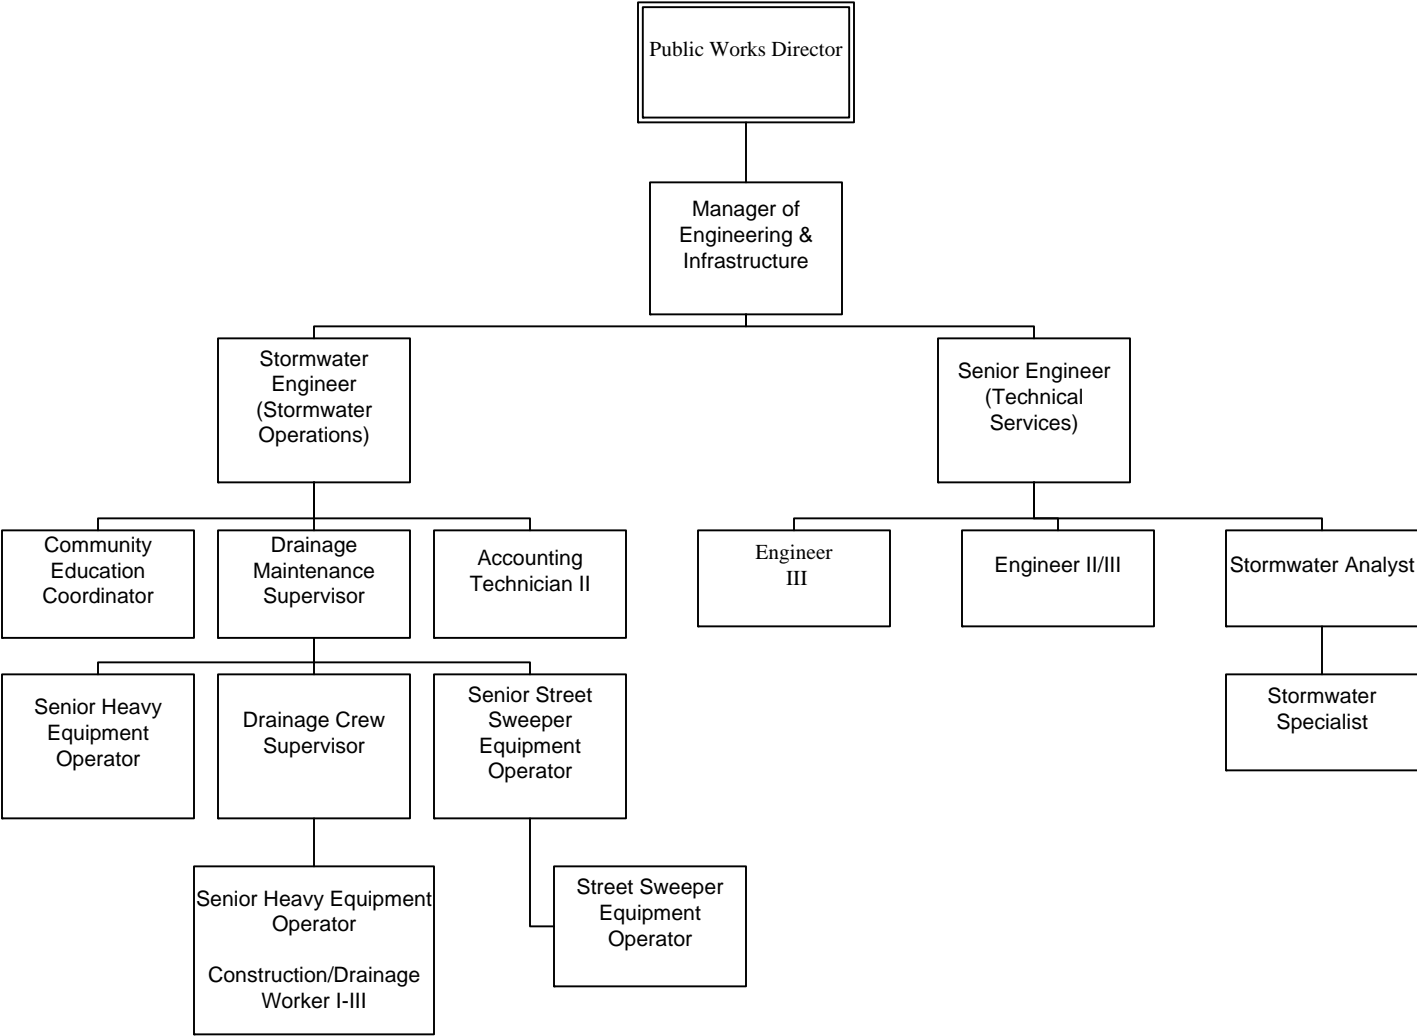 Public Works Director
Manager of
Engineering &
Infrastructure
Stormwater
Engineer
(Stormwater
Operations)
Senior Engineer
(Technical
Services)
Community
Education
Coordinator
Drainage
Maintenance
Supervisor
Accounting
Technician II
Engineer
III
Engineer II/III
Stormwater Analyst
Senior Heavy
Equipment
Operator
Drainage Crew
Supervisor
Senior Street
Sweeper
Equipment
Operator
Stormwater
Specialist
Senior Heavy Equipment
Operator
Construction/Drainage
Worker I-III
Street Sweeper
Equipment
Operator